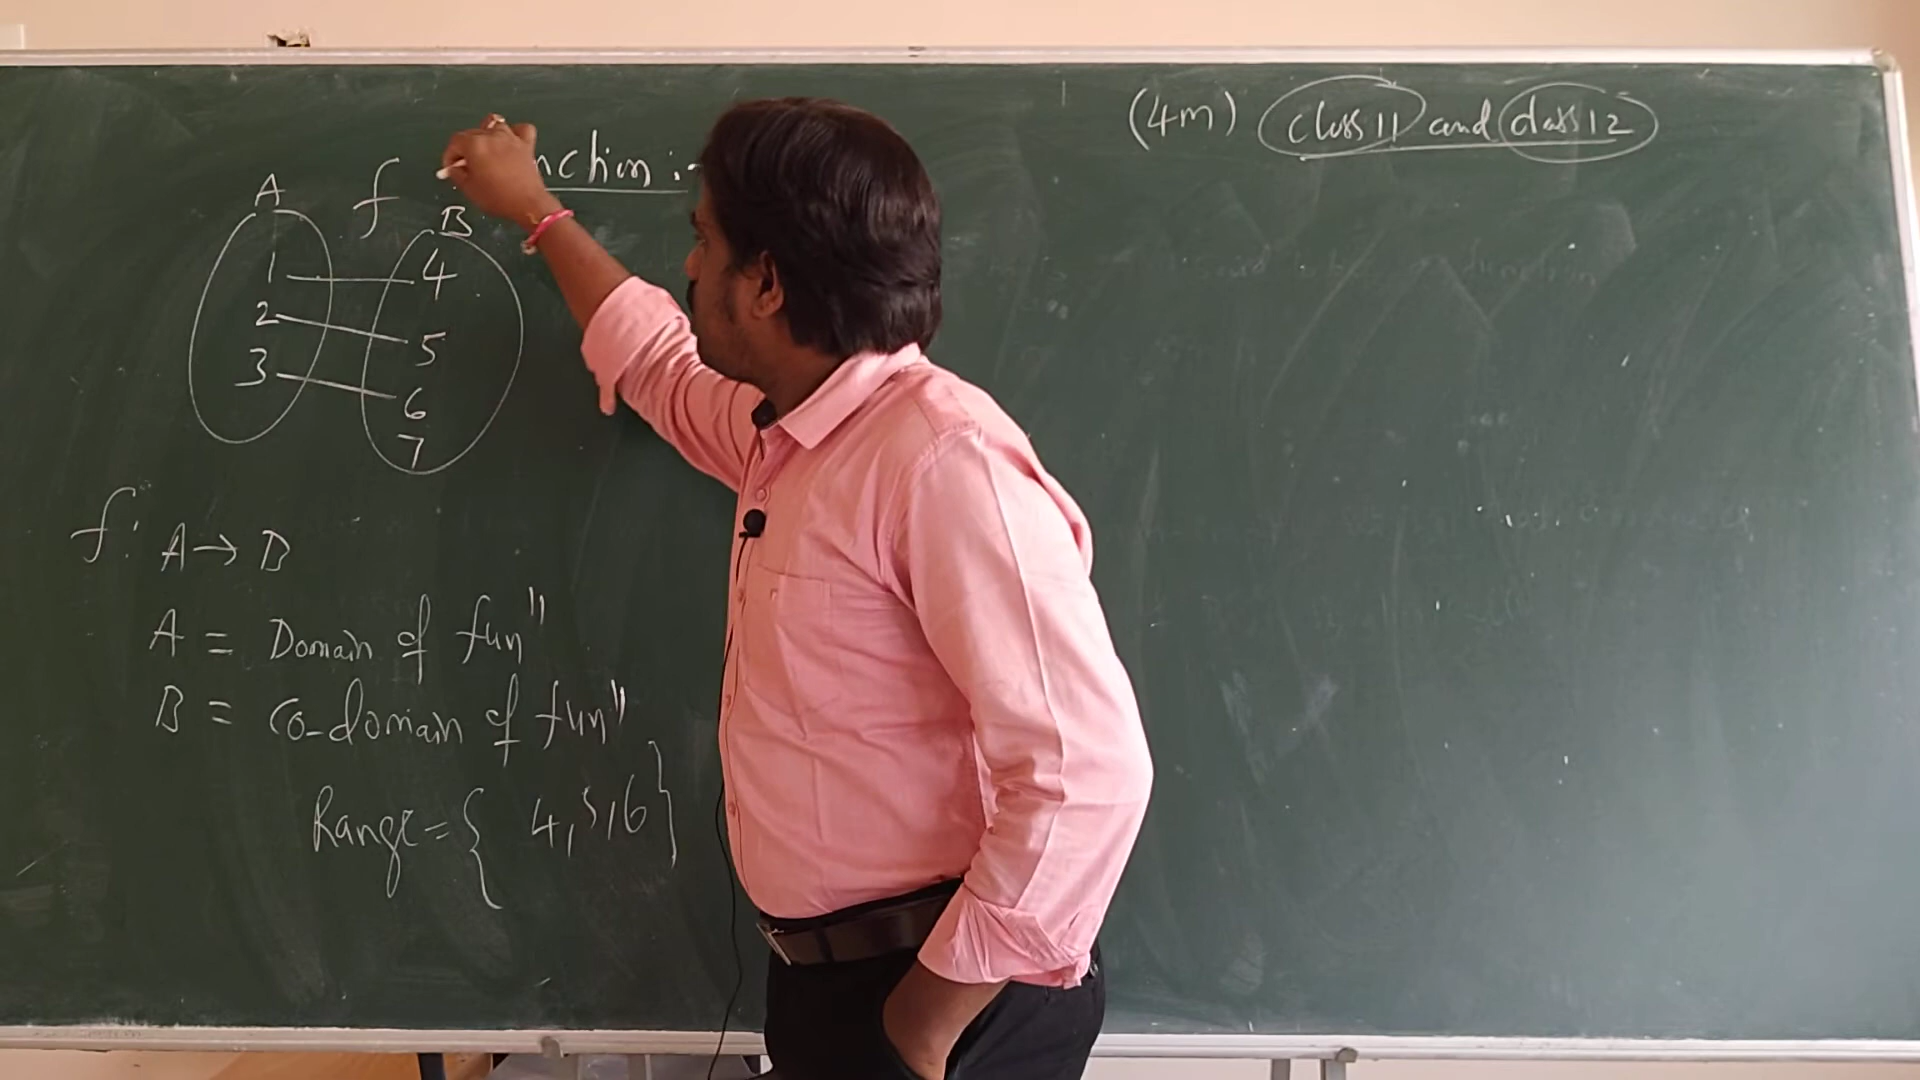 (4m) class 11 and class 12
nction :-
A f B
1 4
2 5
3 6
7
f: A → B
A = Domain of fun"
B = co-domain of fun"
Range = { 4, 5, 6 }